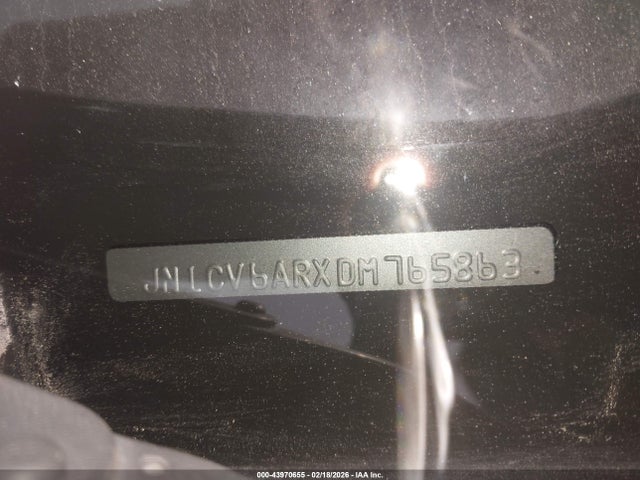 JN1CV6ARXDM765863
000-43970655 - 02/18/2026 - IAA Inc.